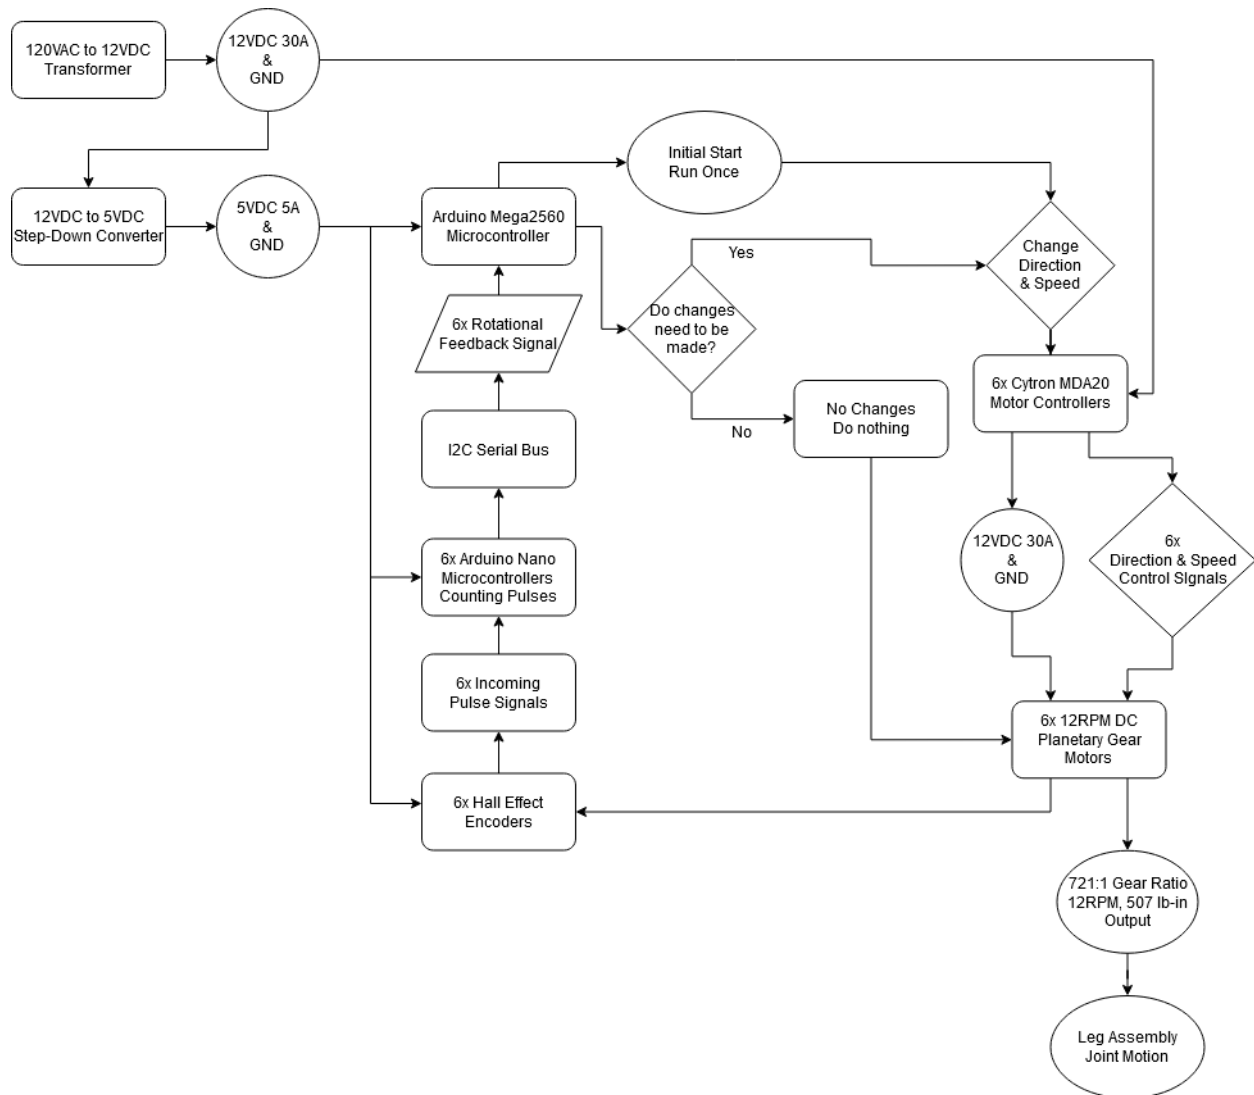 120VAC to 12VDC
Transformer
12VDC 30A
&
GND
Initial Start
Run Once
12VDC to 5VDC
Step-Down Converter
5VDC 5A
&
GND
Arduino Mega2560
Microcontroller
Change
Direction
& Speed
Yes
Do changes
need to be
made?
6x Rotational
Feedback Signal
No
No Changes
Do nothing
6x Cytron MDA20
Motor Controllers
I2C Serial Bus
12VDC 30A
&
GND
6x
Direction & Speed
Control SIgnals
6x Arduino Nano
Microcontrollers
Counting Pulses
6x Incoming
Pulse Signals
6x 12RPM DC
Planetary Gear
Motors
6x Hall Effect
Encoders
721:1 Gear Ratio
12RPM, 507 lb-in
Output
Leg Assembly
Joint Motion